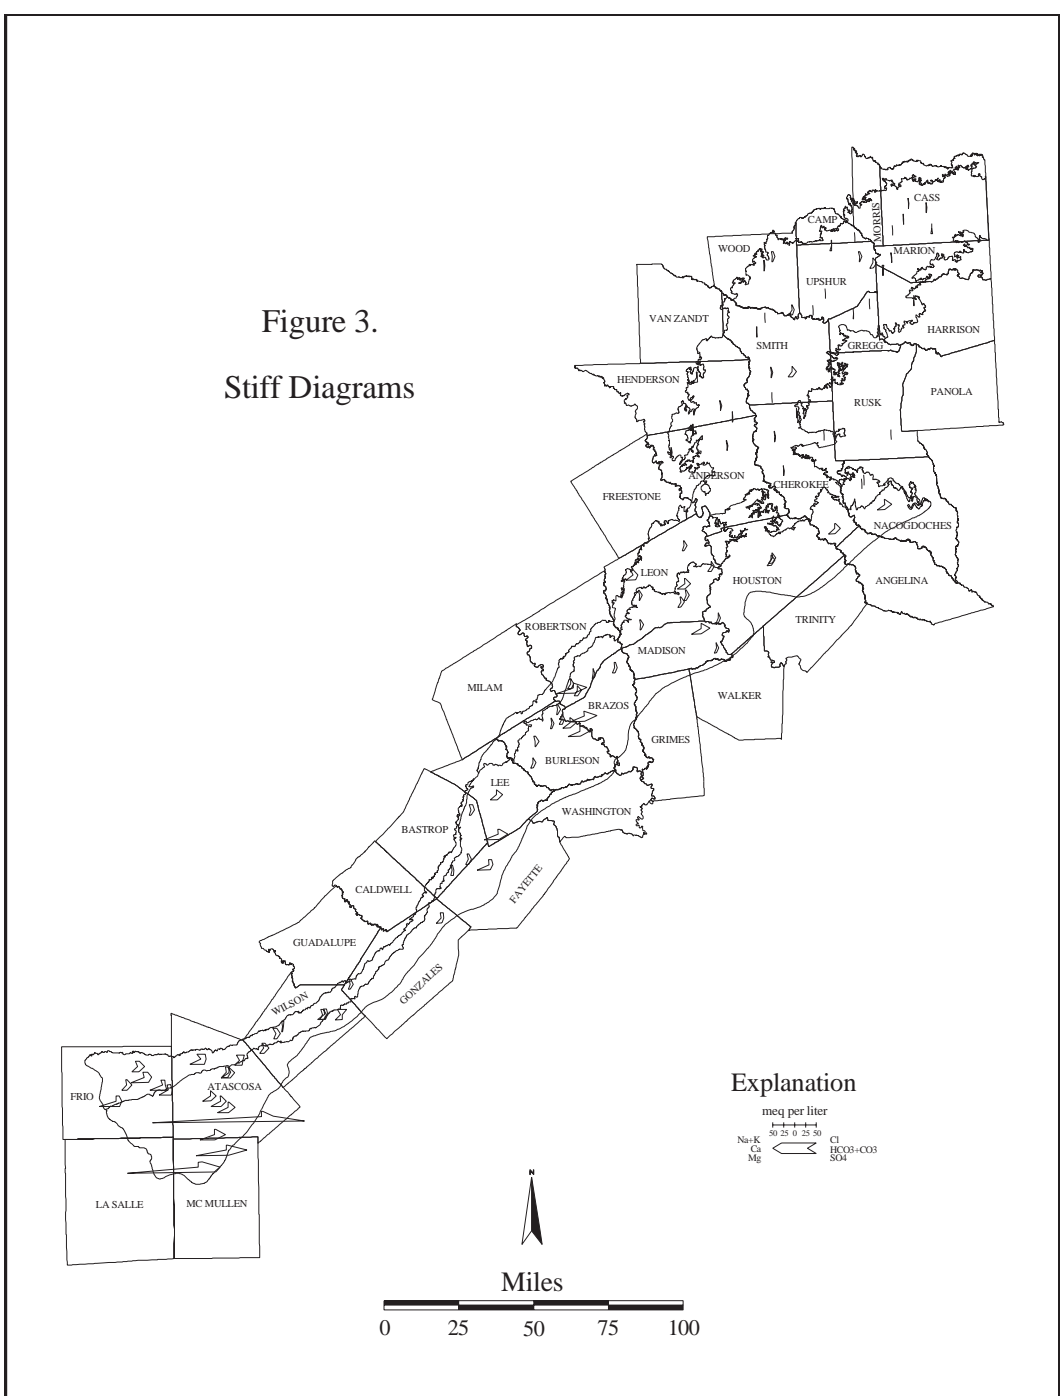 Figure 3.
Stiff Diagrams
CASS
MORRIS
CAMP
WOOD
MARION
UPSHUR
VAN ZANDT
HARRISON
SMITH
GREGG
HENDERSON
PANOLA
RUSK
ANDERSON
CHEROKEE
FREESTONE
NACOGDOCHES
LEON
HOUSTON
ANGELINA
TRINITY
ROBERTSON
MADISON
MILAM
WALKER
BRAZOS
GRIMES
BURLESON
LEE
WASHINGTON
BASTROP
FAYETTE
CALDWELL
GUADALUPE
GONZALES
WILSON
ATASCOSA
FRIO
LA SALLE
MC MULLEN
Explanation
meq per liter
50 25 0 25 50
Na+K Cl
Ca HCO3+CO3
Mg SO4
N
Miles
0 25 50 75 100